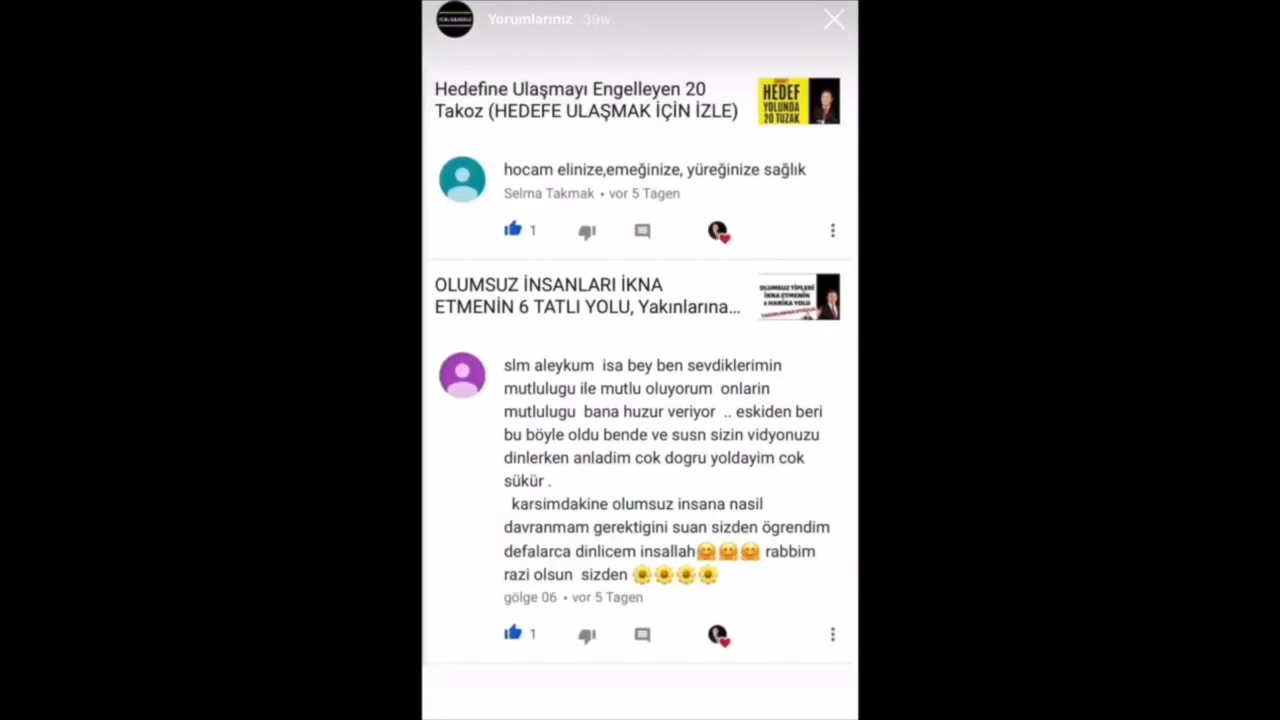 YORUMLARINIZ
Yorumlarınız 39w
Hedefine Ulaşmayı Engelleyen 20
Takoz (HEDEFE ULAŞMAK İÇİN İZLE)
HEDEF
YOLUNDA
20 TUZAK
hocam elinize,emeğinize, yüreğinize sağlık
Selma Takmak • vor 5 Tagen
1
OLUMSUZ İNSANLARI İKNA
ETMENİN 6 TATLI YOLU, Yakınlarına...
OLUMSUZ TİPLERİ
İKNA ETMENİN
6 HARİKA YOLU
slm aleykum isa bey ben sevdiklerimin
mutlulugu ile mutlu oluyorum onlarin
mutlulugu bana huzur veriyor .. eskiden beri
bu böyle oldu bende ve susn sizin vidyonuzu
dinlerken anladim cok dogru yoldayim cok
sükür .
karsimdakine olumsuz insana nasil
davranmam gerektigini suan sizden ögrendim
defalarca dinlicem insallah🤗🤗🤗 rabbim
razi olsun sizden 🌼🌼🌼🌼
gölge 06 • vor 5 Tagen
1